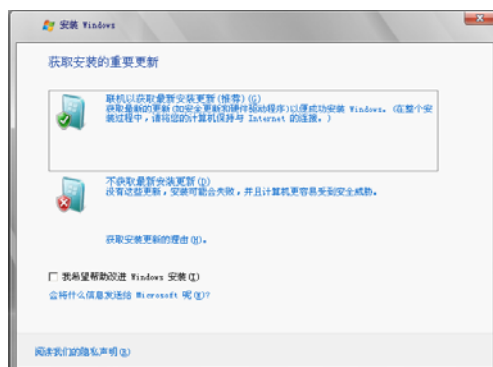 安装 Windows
获取安装的重要更新
联机以获取最新安装更新(推荐)(G)
获取最新的更新(如安全更新和硬件驱动程序)以便成功安装 Windows。(在整个安
装过程中，请将您的计算机保持与 Internet 的连接。)
不获取最新安装更新(D)
没有这些更新，安装可能会失败，并且计算机更容易受到安全威胁。
获取安装更新的理由(W)。
我希望帮助改进 Windows 安装(I)
会将什么信息发送给 Microsoft 呢(W)?
阅读我们的隐私声明(R)